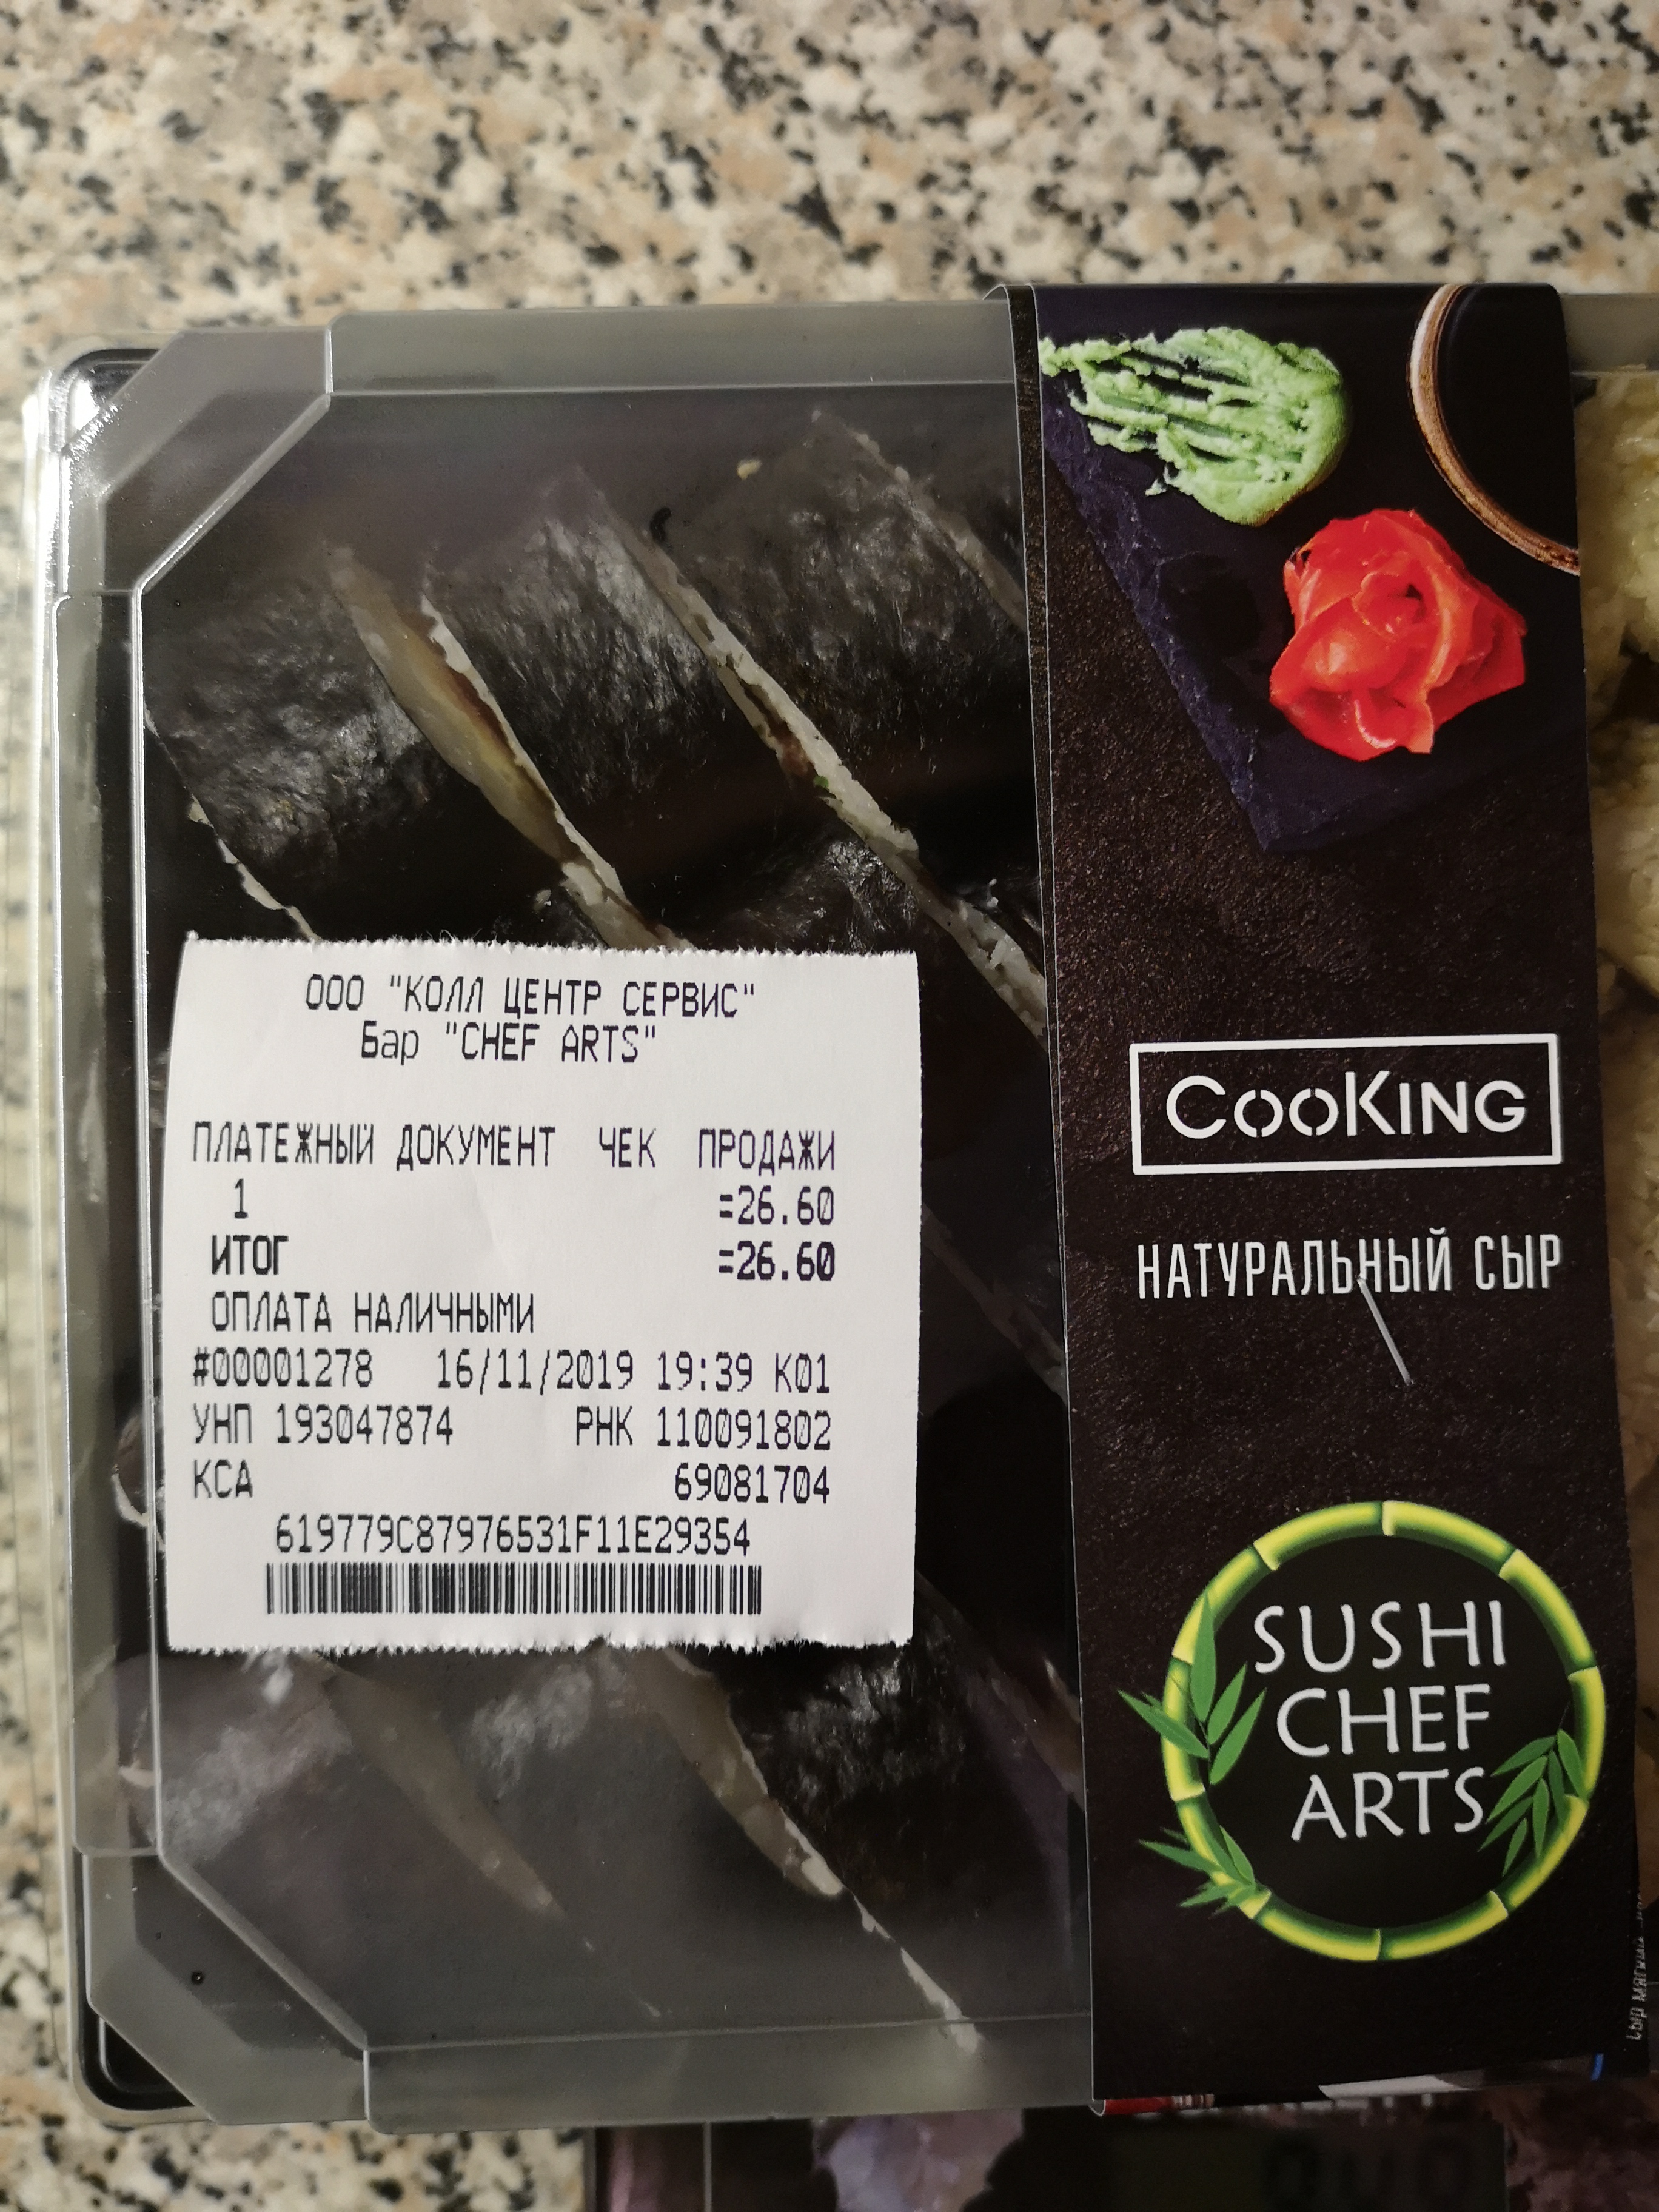 ООО "КОЛЛ ЦЕНТР СЕРВИС"
Бар "CHEF ARTS"
ПЛАТЕЖНЫЙ ДОКУМЕНТ ЧЕК ПРОДАЖИ
1 =26.60
ИТОГ =26.60
ОПЛАТА НАЛИЧНЫМИ
#00001278 16/11/2019 19:39 К01
УНП 193047874 РНК 110091802
КСА 69081704
619779C87976531F11E29354
COOKING
НАТУРАЛЬНЫЙ СЫР
SUSHI
CHEF
ARTS